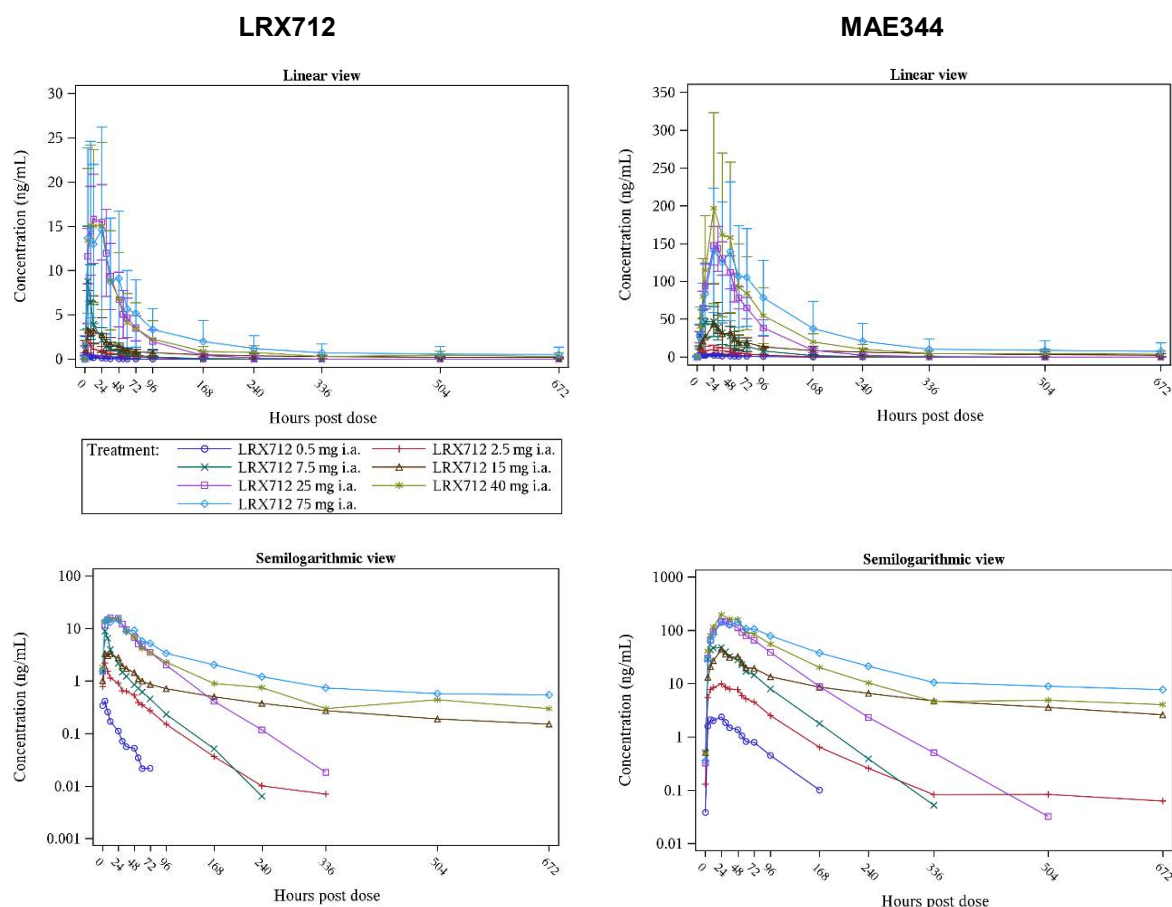 LRX712
MAE344
Linear view
Concentration (ng/mL)
30
25
20
15
10
5
0
0 24 48 72 96 168 240 336 504 672
Hours post dose
Linear view
Concentration (ng/mL)
350
300
250
200
150
100
50
0
0 24 48 72 96 168 240 336 504 672
Hours post dose
Treatment:
LRX712 0.5 mg i.a. LRX712 2.5 mg i.a.
LRX712 7.5 mg i.a. LRX712 15 mg i.a.
LRX712 25 mg i.a. LRX712 40 mg i.a.
LRX712 75 mg i.a.
Semilogarithmic view
Concentration (ng/mL)
100
10
1
0.1
0.01
0.001
0 24 48 72 96 168 240 336 504 672
Hours post dose
Semilogarithmic view
Concentration (ng/mL)
1000
100
10
1
0.1
0.01
0 24 48 72 96 168 240 336 504 672
Hours post dose